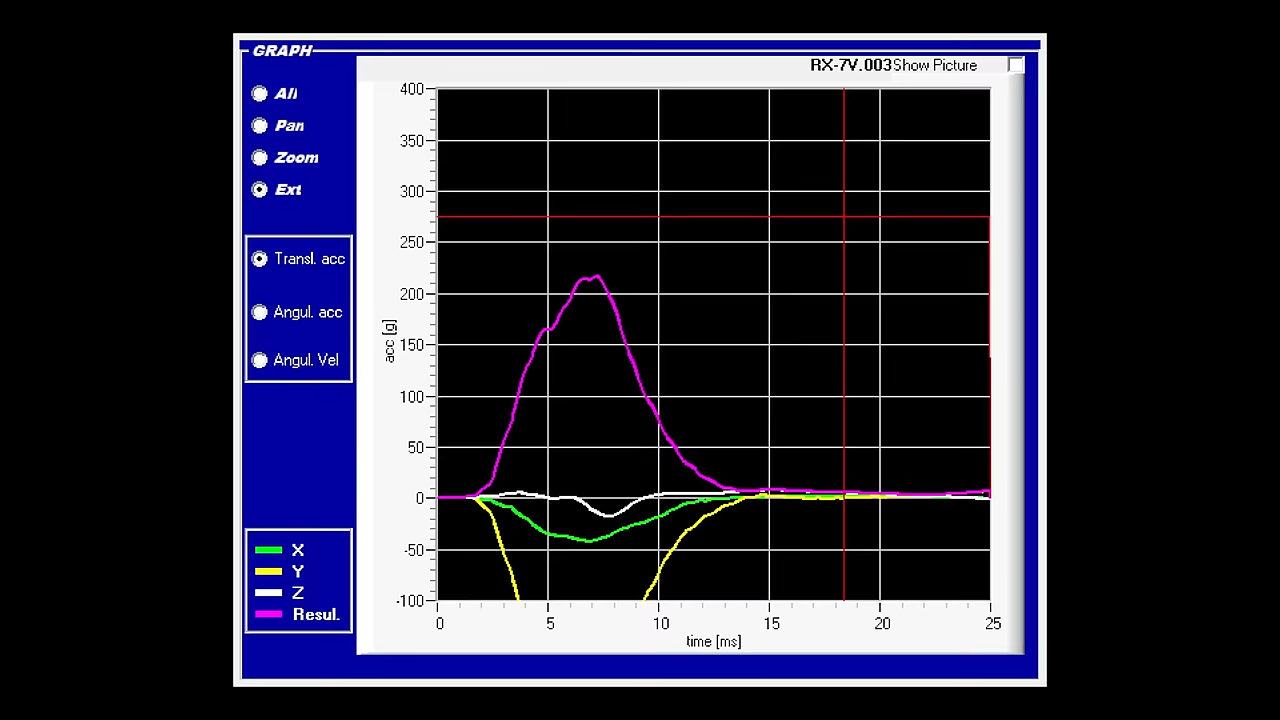 GRAPH
RX-7V.003 Show Picture
All
Pan
Zoom
Ext
Transl. acc
Angul. acc
Angul. Vel
X
Y
Z
Resul.
acc [g]
400
350
300
250
200
150
100
50
0
-50
-100
0 5 10 15 20 25
time [ms]